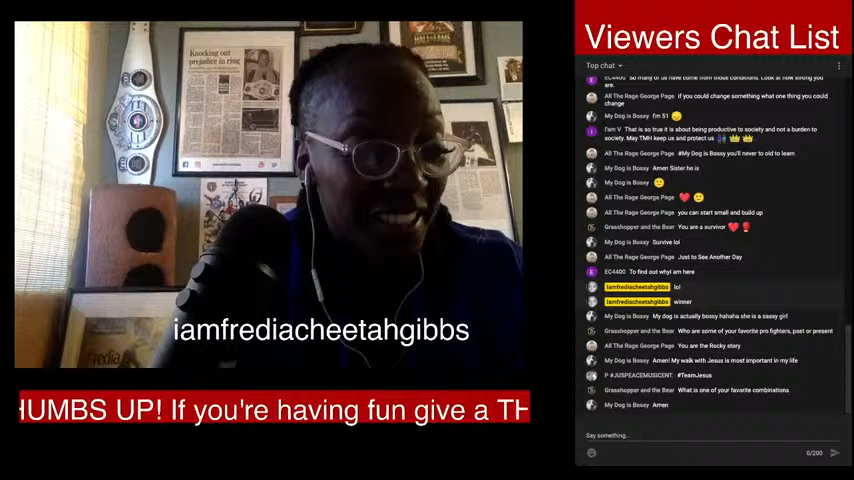 Viewers Chat List
Top chat
EC4400 So many of us have come from those conditions. Look at how strong you
are.
All The Rage George Page if you could change something what one thing you could
change
My Dog is Bossy I'm 51
I'am V That is so true it is about being productive to society and not a burden to
society. May TMH keep us and protect us
All The Rage George Page #My Dog is Bossy you'll never to old to learn
My Dog is Bossy Amen Sister he is
My Dog is Bossy
All The Rage George Page
All The Rage George Page you can start small and build up
Grasshopper and the Bear You are a survivor
My Dog is Bossy Survive lol
All The Rage George Page Just to See Another Day
EC4400 To find out whyI am here
Iamfrediacheetahgibbs lol
Iamfrediacheetahgibbs winner
My Dog is Bossy My dog is actually bossy hahaha she is a sassy girl
Grasshopper and the Bear Who are some of your favorite pro fighters, past or present
All The Rage George Page You are the Rocky story
My Dog is Bossy Amen! My walk with Jesus is most important in my life
P #JUSPEACEMUSICENT. #TeamJesus
Grasshopper and the Bear What is one of your favorite combinations
My Dog is Bossy Amen
Say something...
0/200
Knocking out
prejudice in ring
iamfrediacheetahgibbs
HUMBS UP! If you're having fun give a TH